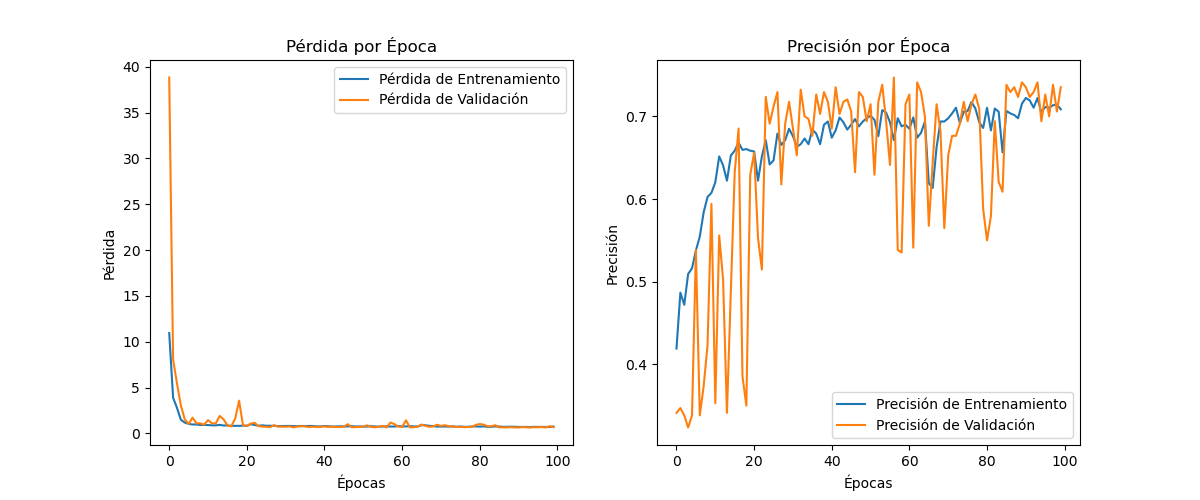 Pérdida por Época
Pérdida de Entrenamiento
Pérdida de Validación
40
35
30
25
20
15
10
5
0
Pérdida
0
20
40
60
80
100
Épocas
Precisión por Época
0.7
0.6
0.5
0.4
Precisión
Precisión de Entrenamiento
Precisión de Validación
0
20
40
60
80
100
Épocas